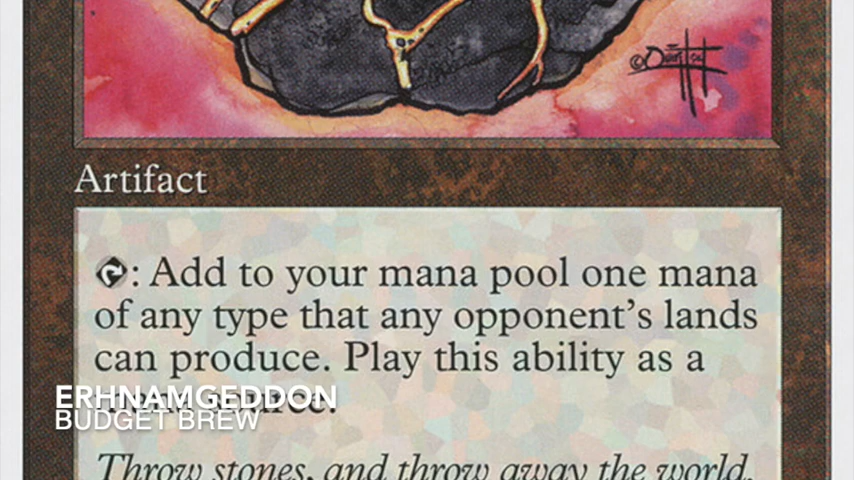 Artifact
: Add to your mana pool one mana
of any type that any opponent's lands
can produce. Play this ability as a
ERHNAMGEDDON
BUDGET BREW
Throw stones, and throw away the world.